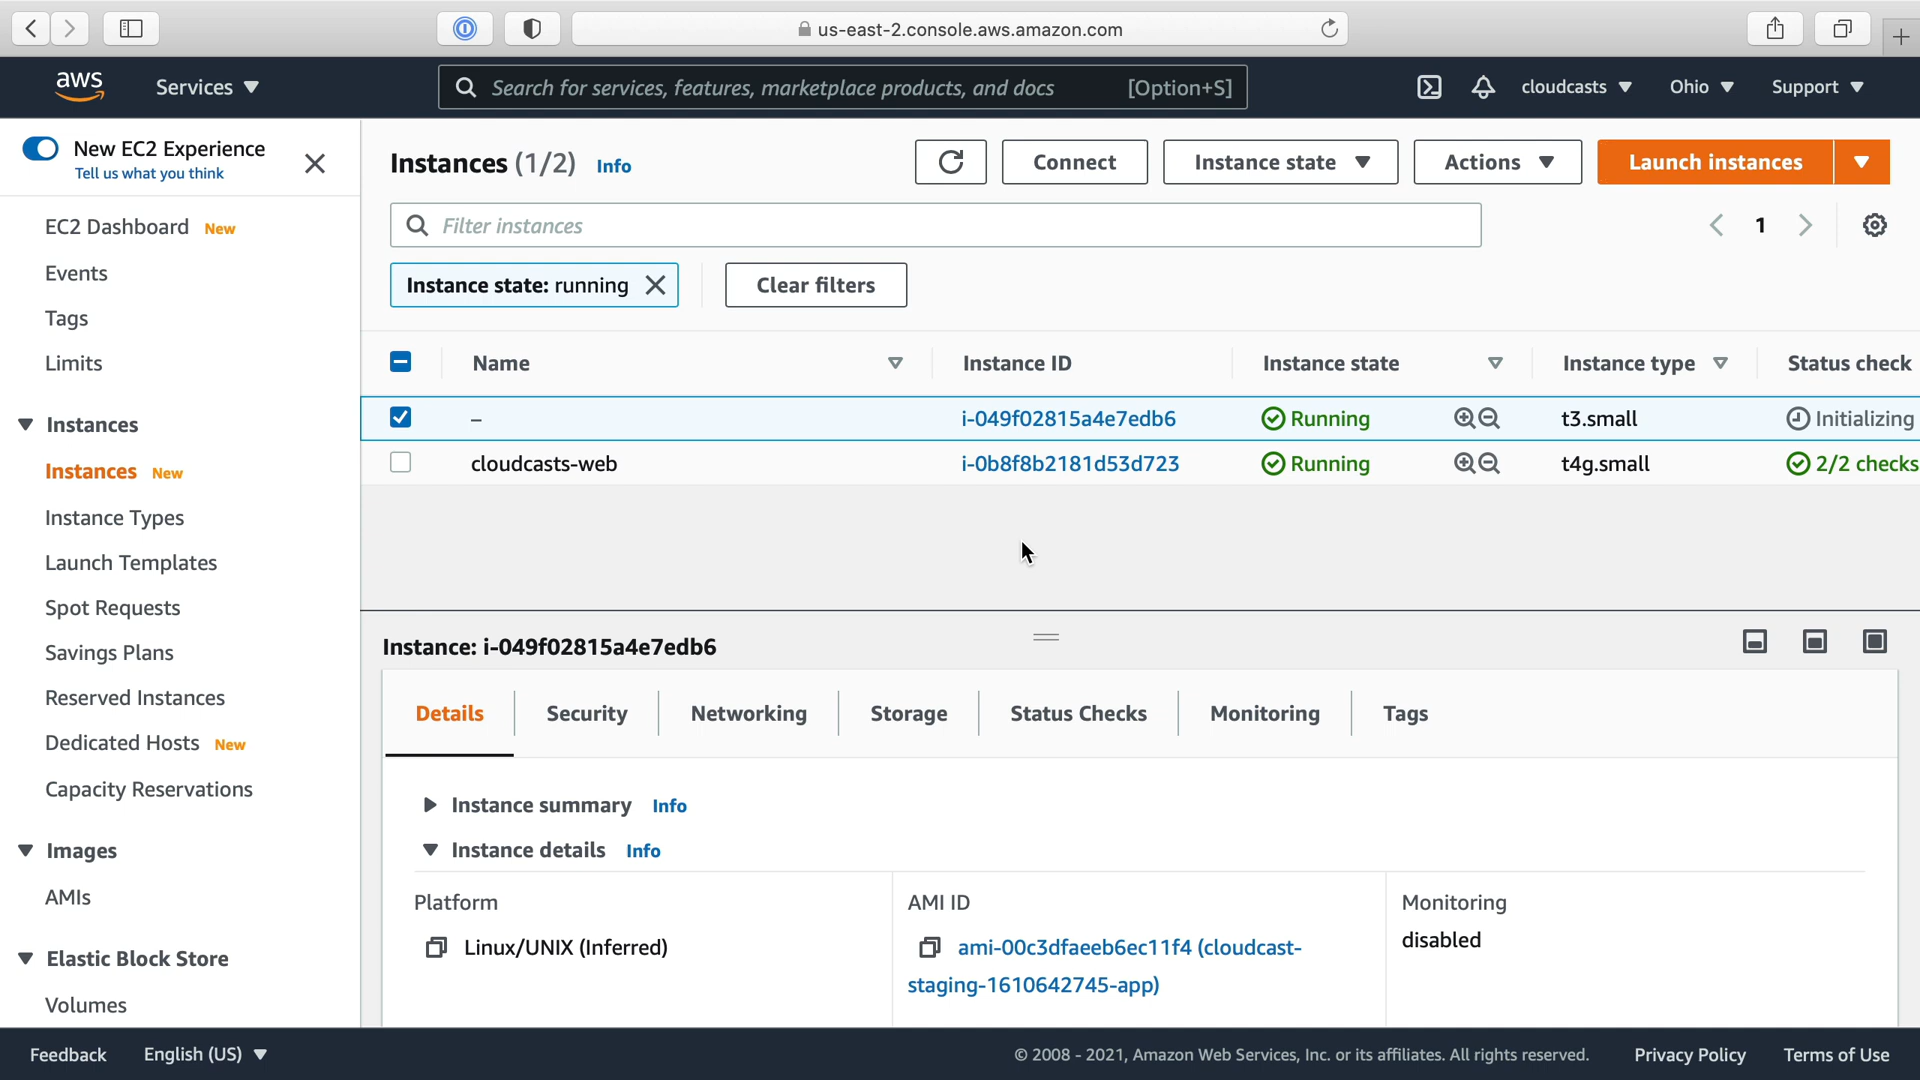 us-east-2.console.aws.amazon.com
aws
Services
Search for services, features, marketplace products, and docs [Option+S]
cloudcasts
Ohio
Support
New EC2 Experience
Tell us what you think
EC2 Dashboard New
Events
Tags
Limits
Instances
Instances New
Instance Types
Launch Templates
Spot Requests
Savings Plans
Reserved Instances
Dedicated Hosts New
Capacity Reservations
Images
AMIs
Elastic Block Store
Volumes
Instances (1/2) Info
Connect
Instance state
Actions
Launch instances
Filter instances
1
Instance state: running
Clear filters
Name Instance ID Instance state Instance type Status check
– i-049f02815a4e7edb6 Running t3.small Initializing
cloudcasts-web i-0b8f8b2181d53d723 Running t4g.small 2/2 checks
Instance: i-049f02815a4e7edb6
Details Security Networking Storage Status Checks Monitoring Tags
Instance summary Info
Instance details Info
Platform
Linux/UNIX (Inferred)
AMI ID
ami-00c3dfaeeb6ec11f4 (cloudcast-
staging-1610642745-app)
Monitoring
disabled
Feedback
English (US)
© 2008 - 2021, Amazon Web Services, Inc. or its affiliates. All rights reserved.
Privacy Policy
Terms of Use